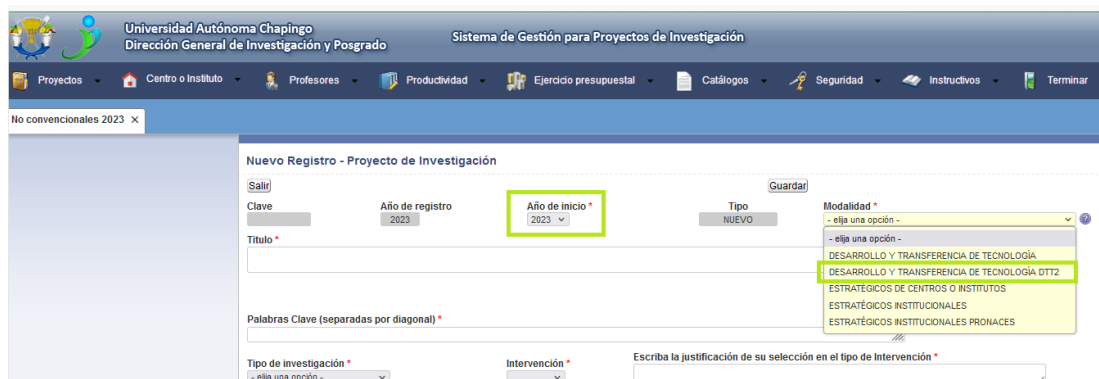 Universidad Autónoma Chapingo
Dirección General de Investigación y Posgrado
Sistema de Gestión para Proyectos de Investigación
Proyectos Centro o Instituto Profesores Productividad Ejercicio presupuestal Catálogos Seguridad Instructivos Terminar
No convencionales 2023 ×
Nuevo Registro - Proyecto de Investigación
Salir Guardar
Clave Año de registro Año de inicio * Tipo Modalidad *
2023 2023 NUEVO - elija una opción -
Titulo *
- elija una opción -
DESARROLLO Y TRANSFERENCIA DE TECNOLOGÍA
DESARROLLO Y TRANSFERENCIA DE TECNOLOGÍA DTT2
ESTRATÉGICOS DE CENTROS O INSTITUTOS
ESTRATÉGICOS INSTITUCIONALES
ESTRATÉGICOS INSTITUCIONALES PRONACES
Palabras Clave (separadas por diagonal) *
Tipo de investigación * Intervención * Escriba la justificación de su selección en el tipo de Intervención *
- elija una opción -